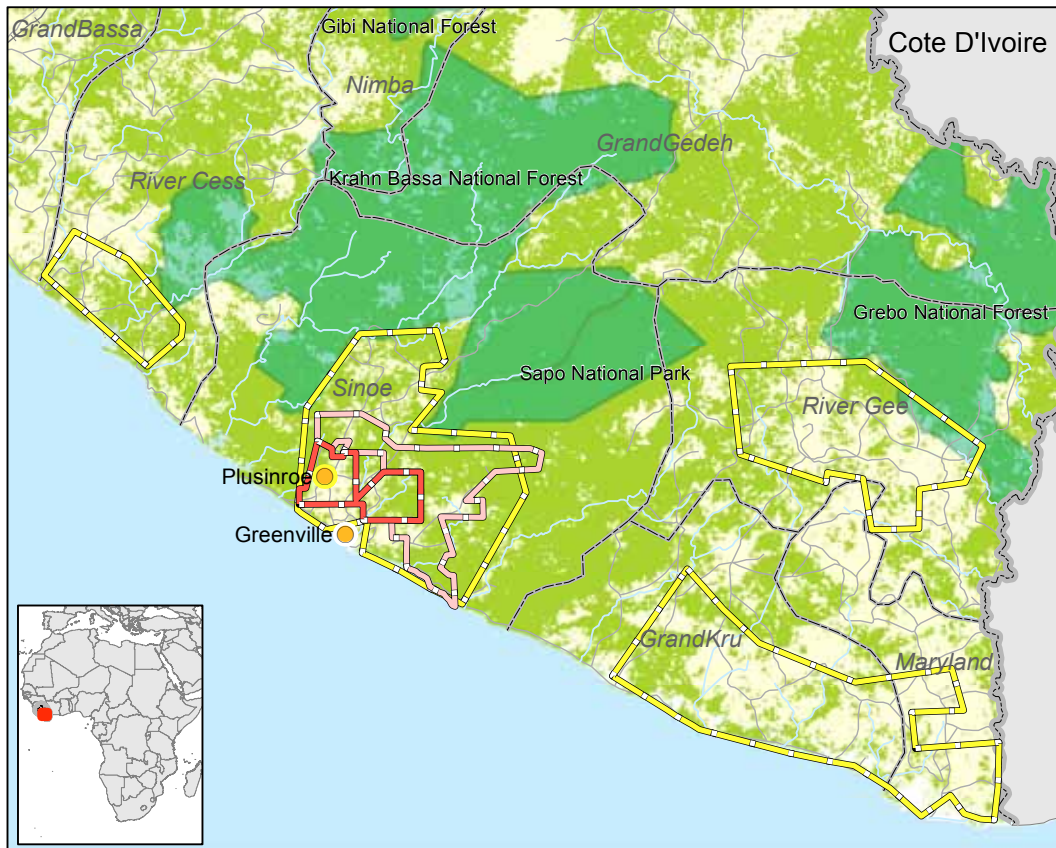 GrandBassa
Gibi National Forest
Cote D'Ivoire
Nimba
GrandGedeh
River Cess
Krahn Bassa National Forest
Grebo National Forest
Sapo National Park
Sinoe
River Gee
Plusinroe
Greenville
GrandKru
Maryland